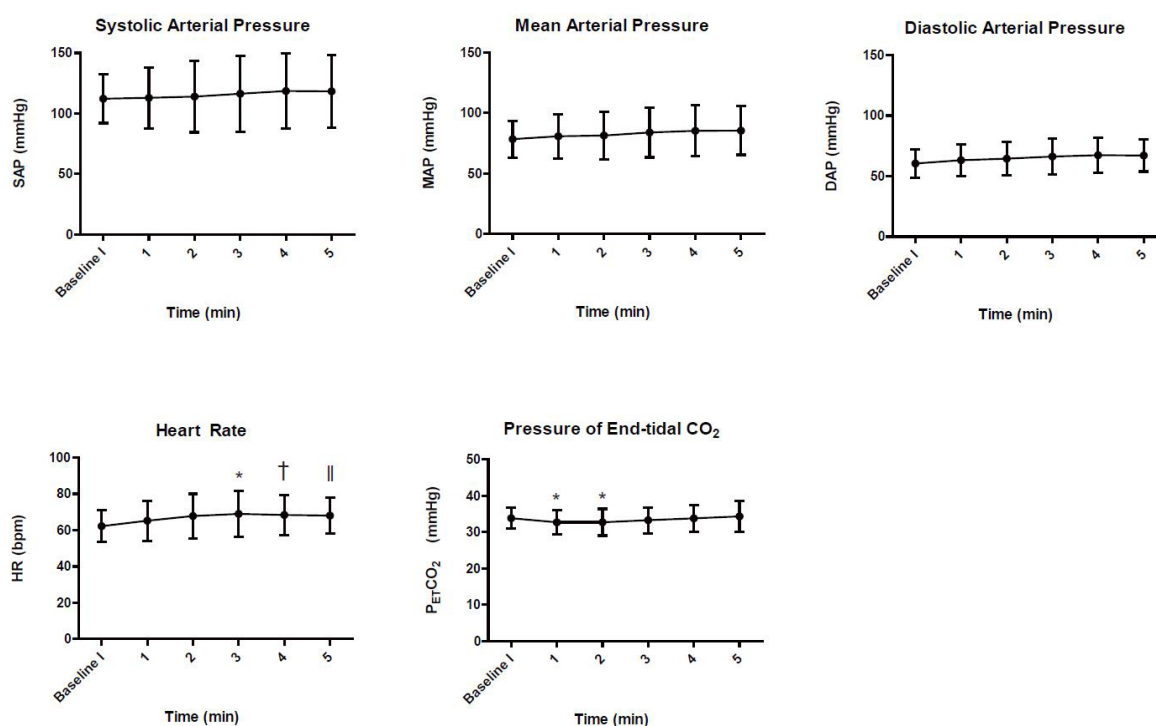 Systolic Arterial Pressure
SAP (mmHg)
150
100
50
0
Baseline I 1 2 3 4 5
Time (min)
Mean Arterial Pressure
MAP (mmHg)
150
100
50
0
Baseline I 1 2 3 4 5
Time (min)
Diastolic Arterial Pressure
DAP (mmHg)
150
100
50
0
Baseline I 1 2 3 4 5
Time (min)
Heart Rate
HR (bpm)
100
80
60
40
20
0
* † ||
Baseline I 1 2 3 4 5
Time (min)
Pressure of End-tidal CO₂
PETCO₂ (mmHg)
50
40
30
20
10
0
* *
Baseline I 1 2 3 4 5
Time (min)